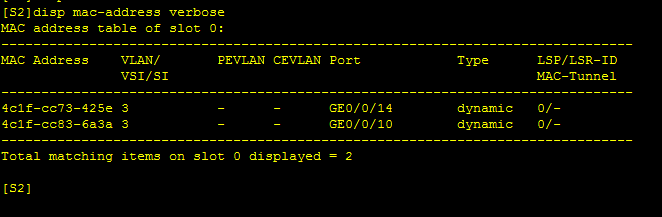 [S2]disp mac-address verbose
MAC address table of slot 0:
-------------------------------------------------------------------------------
MAC Address    VLAN/       PEVLAN CEVLAN Port            Type      LSP/LSR-ID
               VSI/SI                                              MAC-Tunnel
-------------------------------------------------------------------------------
4c1f-cc73-425e 3           -      -      GE0/0/14        dynamic   0/-
4c1f-cc83-6a3a 3           -      -      GE0/0/10        dynamic   0/-
-------------------------------------------------------------------------------
Total matching items on slot 0 displayed = 2
[S2]